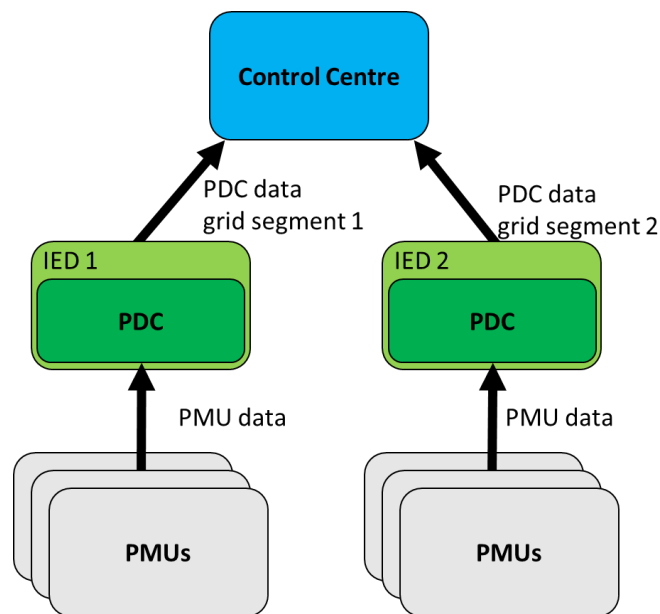 Control Centre
PDC data
grid segment 1
PDC data
grid segment 2
IED 1
PDC
IED 2
PDC
PMU data
PMU data
PMUs
PMUs